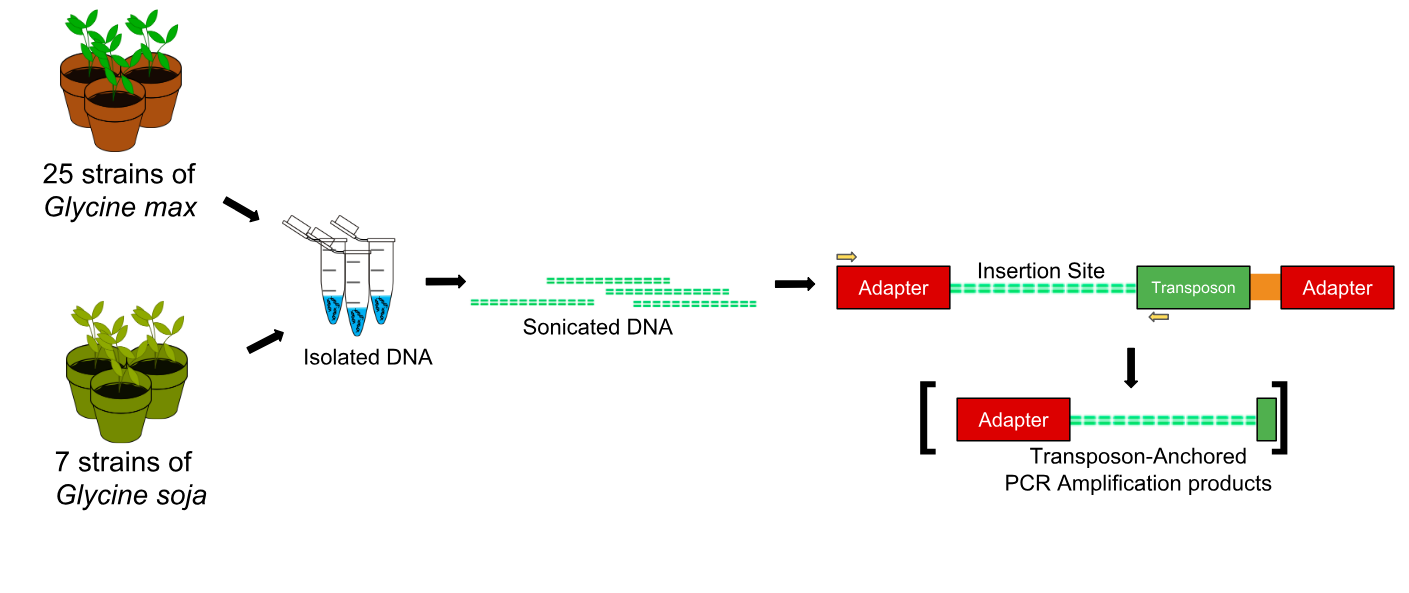 25 strains of
Glycine max
7 strains of
Glycine soja
Isolated DNA
Sonicated DNA
Adapter
Insertion Site
Transposon
Adapter
Adapter
Transposon-Anchored
PCR Amplification products